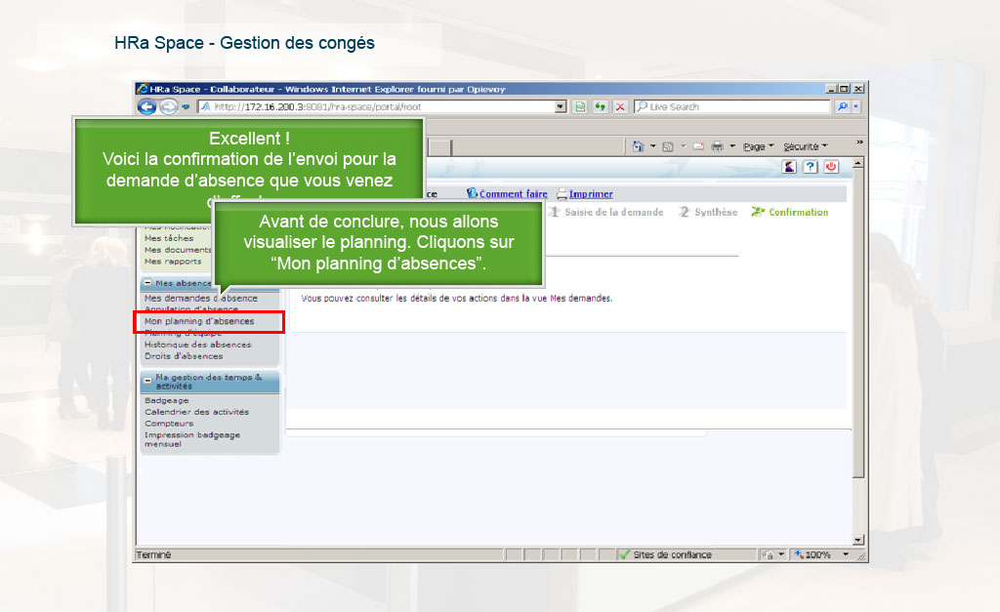 HRa Space - Gestion des congés
HRa Space - Collaborateur - Windows Internet Explorer fourni par Opievoy
http://172.16.200.3:8081/hra-space/portal/root
Live Search
Page
Sécurité
Excellent !
Voici la confirmation de l'envoi pour la
demande d'absence que vous venez
Comment faire
Imprimer
1 Saisie de la demande
2 Synthèse
Confirmation
Avant de conclure, nous allons
visualiser le planning. Cliquons sur
“Mon planning d'absences”.
Mes tâches
Mes documents
Mes rapports
Mes absence
Mes demandes d'absence
Annulation d'absence
Mon planning d'absences
Planning d'équipe
Historique des absences
Droits d'absences
Vous pouvez consulter les détails de vos actions dans la vue Mes demandes.
Ma gestion des temps &
activités
Badgeage
Calendrier des activités
Compteurs
Impression badgeage
mensuel
Terminé
Sites de confiance
100%